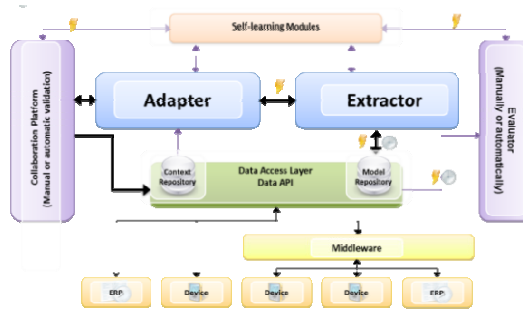 Self-learning Modules
Collaboration Platform
(Manual or automatic validation)
Adapter
Extractor
Evaluator
(Manually or
automatically)
Context
Repository
Data Access Layer
Data API
Model
Repository
Middleware
ERP
Device
Device
Device
ERP